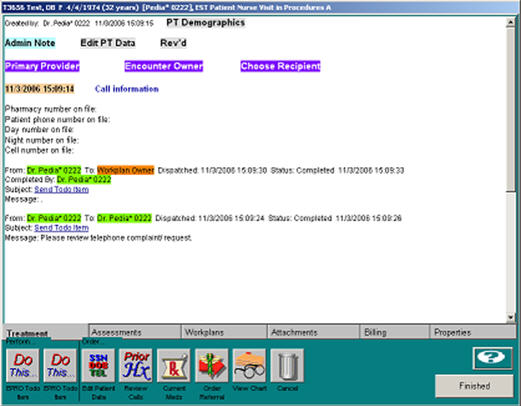 T3656 Test, OB F 4/4/1974 (32 years) [Pedia* 0222], EST Patient Nurse Visit in Procedures A
Created by: Dr. Pedia* 0222 11/3/2006 15:09:15 PT Demographics
Admin Note Edit PT Data Rev'd
Primary Provider Encounter Owner Choose Recipient
11/3/2006 15:09:14 Call information
Pharmacy number on file:
Patient phone number on file:
Day number on file:
Night number on file:
Cell number on file:
From: Dr. Pedia* 0222 To: Workplan Owner Dispatched: 11/3/2006 15:09:30 Status: Completed 11/3/2006 15:09:33
Completed By: Dr. Pedia* 0222
Subject: Send Todo Item
Message: .
From: Dr. Pedia* 0222 To: Dr. Pedia* 0222 Dispatched: 11/3/2006 15:09:24 Status: Completed 11/3/2006 15:09:26
Subject: Send Todo Item
Message: Please review telephone complaint/ request.
Treatment Assessments Workplans Attachments Billing Properties
Perform... Order...
Do This... Do This... SSN DOB TEL Prior Hx Rx ?
EPRO Todo Item EPRO Todo Item Edit Patient Data Review Calls Current Meds Order Referral View Chart Cancel
Finished